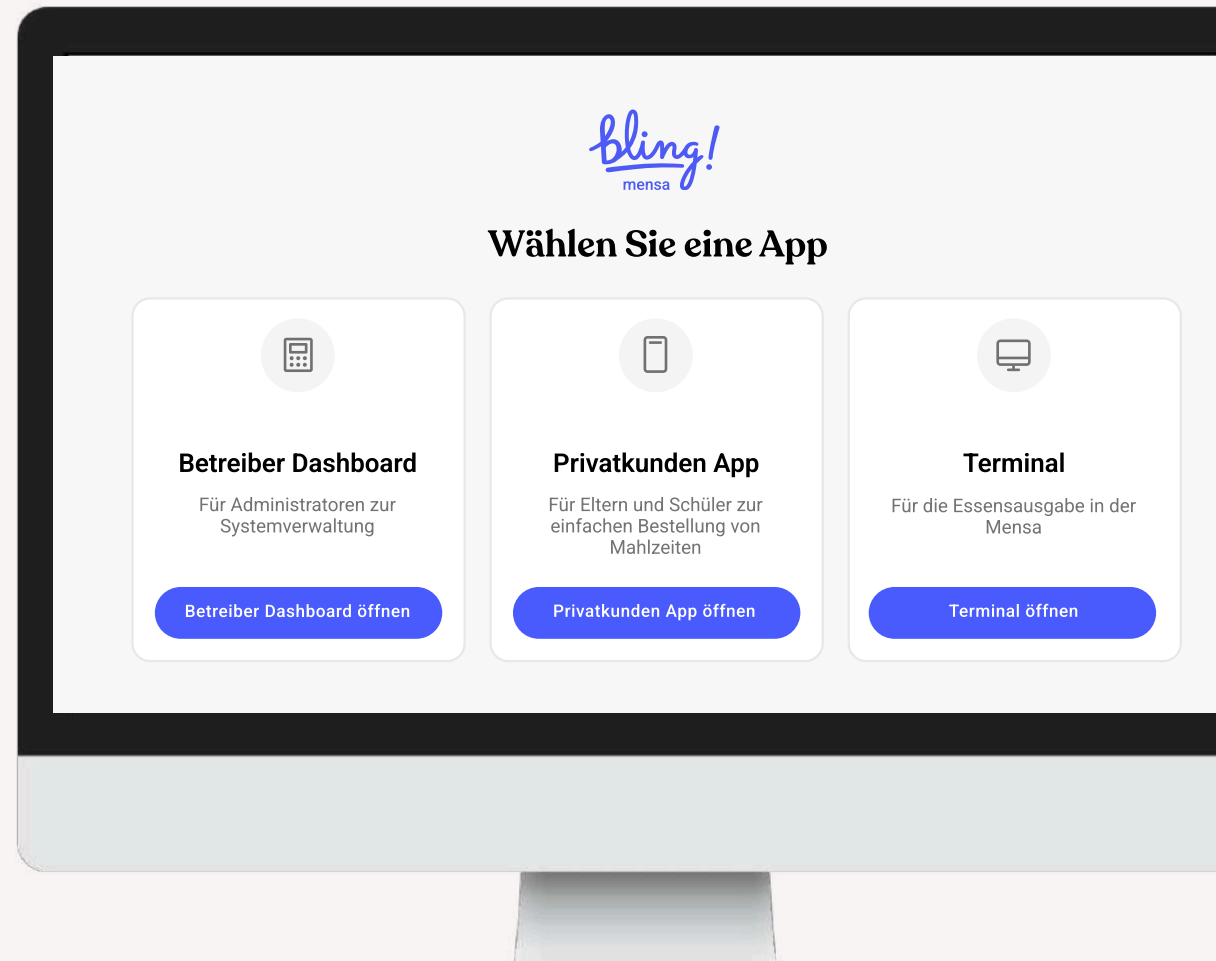 bling!
mensa
Wählen Sie eine App
Betreiber Dashboard
Für Administratoren zur
Systemverwaltung
Betreiber Dashboard öffnen
Privatkunden App
Für Eltern und Schüler zur
einfachen Bestellung von
Mahlzeiten
Privatkunden App öffnen
Terminal
Für die Essensausgabe in der
Mensa
Terminal öffnen